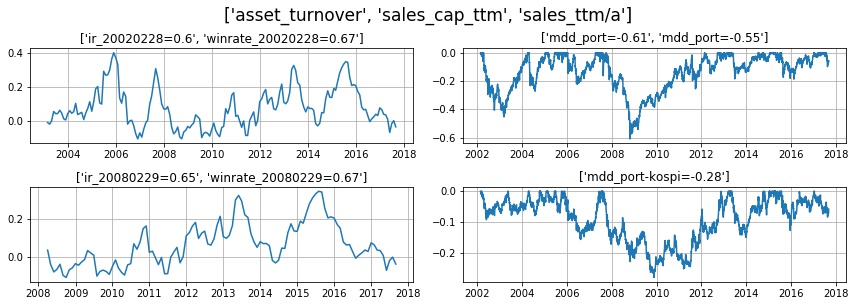 ['asset_turnover', 'sales_cap_ttm', 'sales_ttm/a']
['ir_20020228=0.6', 'winrate_20020228=0.67']
0.4
0.2
0.0
2004 2006 2008 2010 2012 2014 2016 2018
['mdd_port=-0.61', 'mdd_port=-0.55']
0.0
−0.2
−0.4
−0.6
2002 2004 2006 2008 2010 2012 2014 2016 2018
['ir_20080229=0.65', 'winrate_20080229=0.67']
0.2
0.0
2008 2009 2010 2011 2012 2013 2014 2015 2016 2017 2018
['mdd_port-kospi=-0.28']
0.0
−0.1
−0.2
2002 2004 2006 2008 2010 2012 2014 2016 2018